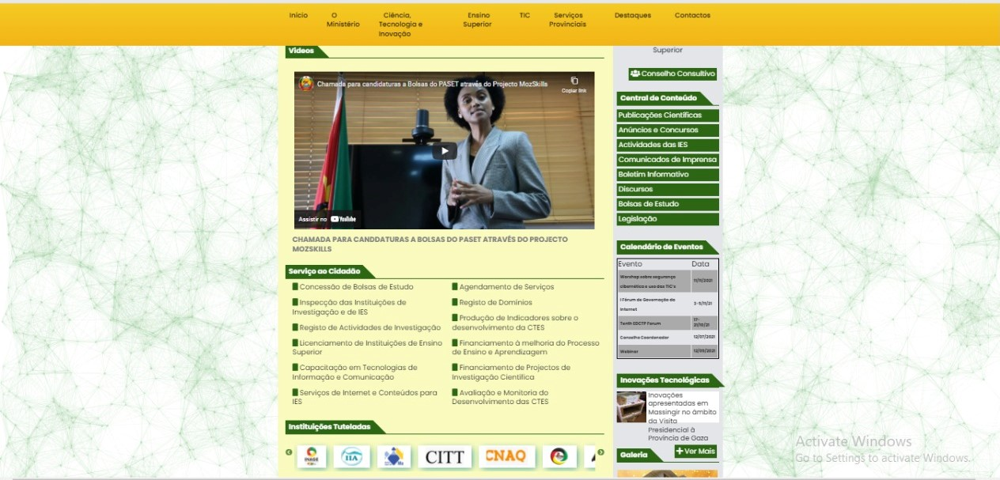 Início
O
Ministério
Ciência,
Tecnologia e
Inovação
Ensino
Superior
TIC
Serviços
Provinciais
Destaques
Contactos
Videos
Chamada para candidaturas a Bolsas do PASET através do Projecto MozSkills
Copiar link
Assistir no YouTube
CHAMADA PARA CANDDATURAS A BOLSAS DO PASET ATRAVÉS DO PROJECTO
MOZSKILLS
Serviço ao Cidadão
Concessão de Bolsas de Estudo
Inspecção das Instituições de
Investigação e de IES
Registo de Actividades de Investigação
Licenciamento de Instituições de Ensino
Superior
Capacitação em Tecnologias de
Informação e Comunicação
Serviços de Internet e Conteúdos para
IES
Agendamento de Serviços
Registo de Domínios
Produção de Indicadores sobre o
desenvolvimento da CTES
Financiamento à melhoria do Processo
de Ensino e Aprendizagem
Financiamento de Projectos de
Investigação Científica
Avaliação e Monitoria do
Desenvolvimento das CTES
Instituições Tuteladas
INAGE
IIA
CITT
CNAQ
Superior
Conselho Consultivo
Central de Conteúdo
Publicações Científicas
Anúncios e Concursos
Actividades das IES
Comunicados de Imprensa
Boletim Informativo
Discursos
Bolsas de Estudo
Legislação
Calendário de Eventos
Evento Data
Worshop sobre segurança
cibernética e uso das TIC's 11/11/2021
I Fórum de Governação da
Internet 3-5/11/21
Tenth EDCTP Forum 17-
21/10/21
Conselho Coordenador 12/07/2021
Webinar 12/05/2021
Inovações Tecnológicas
Inovações
apresentadas em
Massingir no âmbito
da Visita
Presidencial à
Província de Gaza
Ver Mais
Galeria
Activate Windows
Go to Settings to activate Windows.